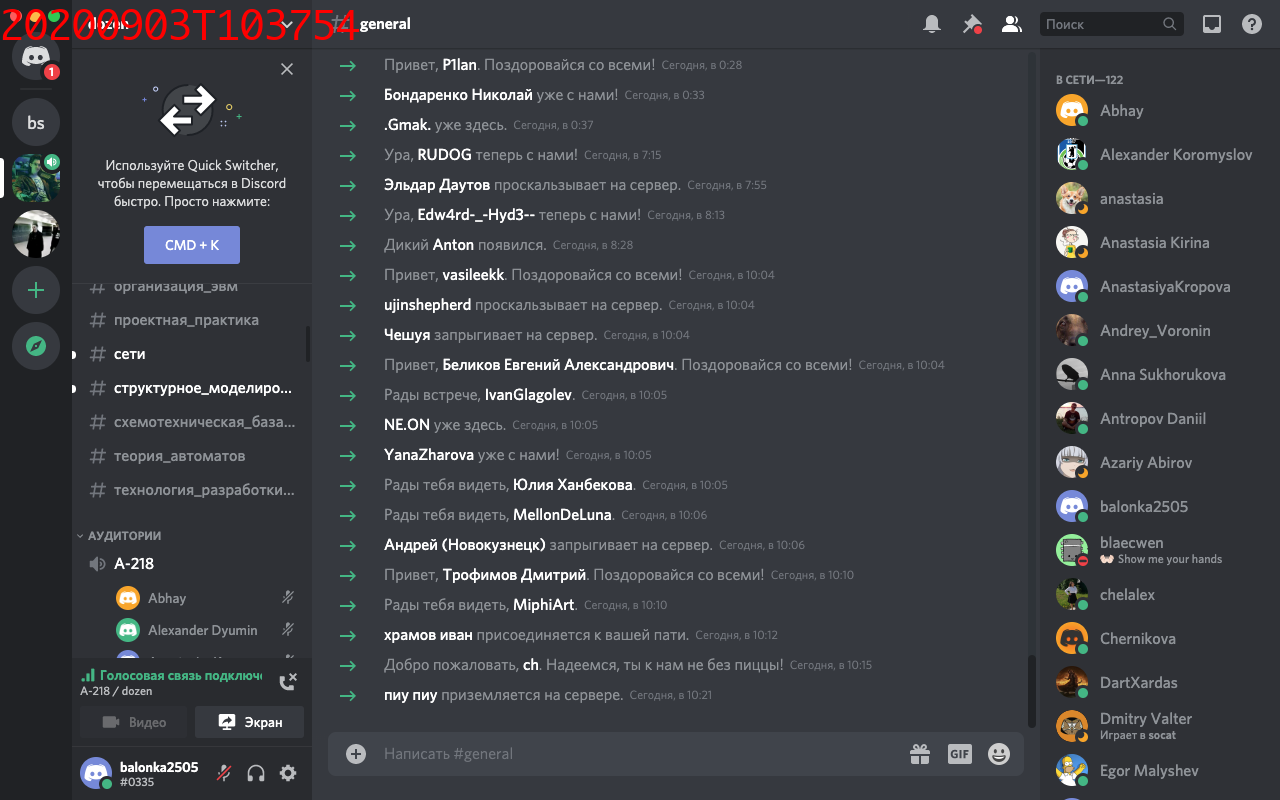 20200903T103754
dozen
general
Поиск
1
bs
Используйте Quick Switcher,
чтобы перемещаться в Discord
быстро. Просто нажмите:
CMD + K
# организация_эвм
# проектная_практика
# сети
# структурное_моделиро...
# схемотехническая_база...
# теория_автоматов
# технология_разработки...
АУДИТОРИИ
A-218
Abhay
Alexander Dyumin
Голосовая связь подключе
A-218 / dozen
Видео
Экран
balonka2505
#0335
Привет, P1lan. Поздоровайся со всеми! Сегодня, в 0:28
Бондаренко Николай уже с нами! Сегодня, в 0:33
.Gmak. уже здесь. Сегодня, в 0:37
Ура, RUDOG теперь с нами! Сегодня, в 7:15
Эльдар Даутов проскальзывает на сервер. Сегодня, в 7:55
Ура, Edw4rd-_-Hyd3-- теперь с нами! Сегодня, в 8:13
Дикий Anton появился. Сегодня, в 8:28
Привет, vasileekk. Поздоровайся со всеми! Сегодня, в 10:04
ujinshepherd проскальзывает на сервер. Сегодня, в 10:04
Чешуя запрыгивает на сервер. Сегодня, в 10:04
Привет, Беликов Евгений Александрович. Поздоровайся со всеми! Сегодня, в 10:04
Рады встрече, IvanGlagolev. Сегодня, в 10:05
NE.ON уже здесь. Сегодня, в 10:05
YanaZharova уже с нами! Сегодня, в 10:05
Рады тебя видеть, Юлия Ханбекова. Сегодня, в 10:05
Рады тебя видеть, MellonDeLuna. Сегодня, в 10:06
Андрей (Новокузнецк) запрыгивает на сервер. Сегодня, в 10:06
Привет, Трофимов Дмитрий. Поздоровайся со всеми! Сегодня, в 10:10
Рады тебя видеть, MiphiArt. Сегодня, в 10:10
храмов иван присоединяется к вашей пати. Сегодня, в 10:12
Добро пожаловать, ch. Надеемся, ты к нам не без пиццы! Сегодня, в 10:15
пиу пиу приземляется на сервере. Сегодня, в 10:21
Написать #general
GIF
В СЕТИ—122
Abhay
Alexander Koromyslov
anastasia
Anastasia Kirina
AnastasiyaKropova
Andrey_Voronin
Anna Sukhorukova
Antropov Daniil
Azariy Abirov
balonka2505
blaecwen
Show me your hands
chelalex
Chernikova
DartXardas
Dmitry Valter
Играет в socat
Egor Malyshev